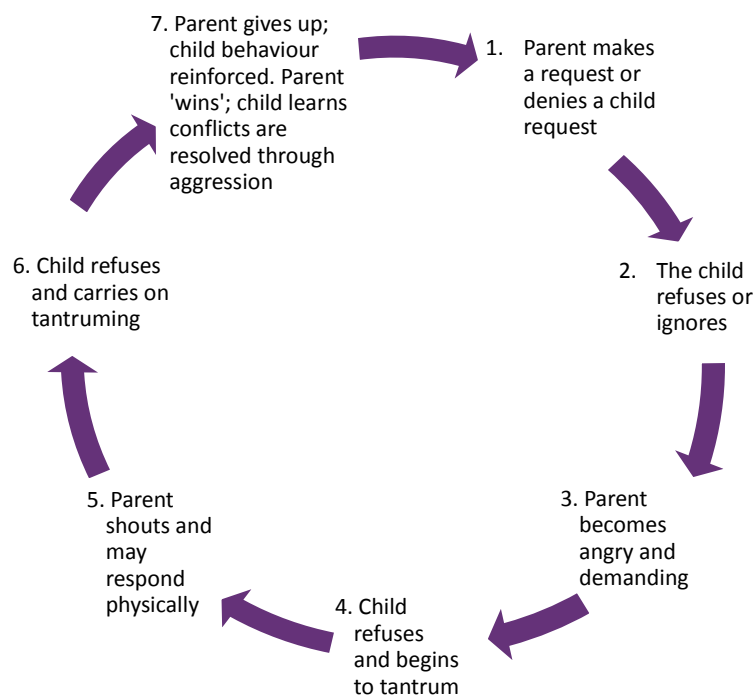 1. Parent makes
a request or
denies a child
request
2. The child
refuses or
ignores
3. Parent
becomes
angry and
demanding
4. Child
refuses
and begins
to tantrum
5. Parent
shouts and
may
respond
physically
6. Child refuses
and carries on
tantruming
7. Parent gives up;
child behaviour
reinforced. Parent
'wins'; child learns
conflicts are
resolved through
aggression